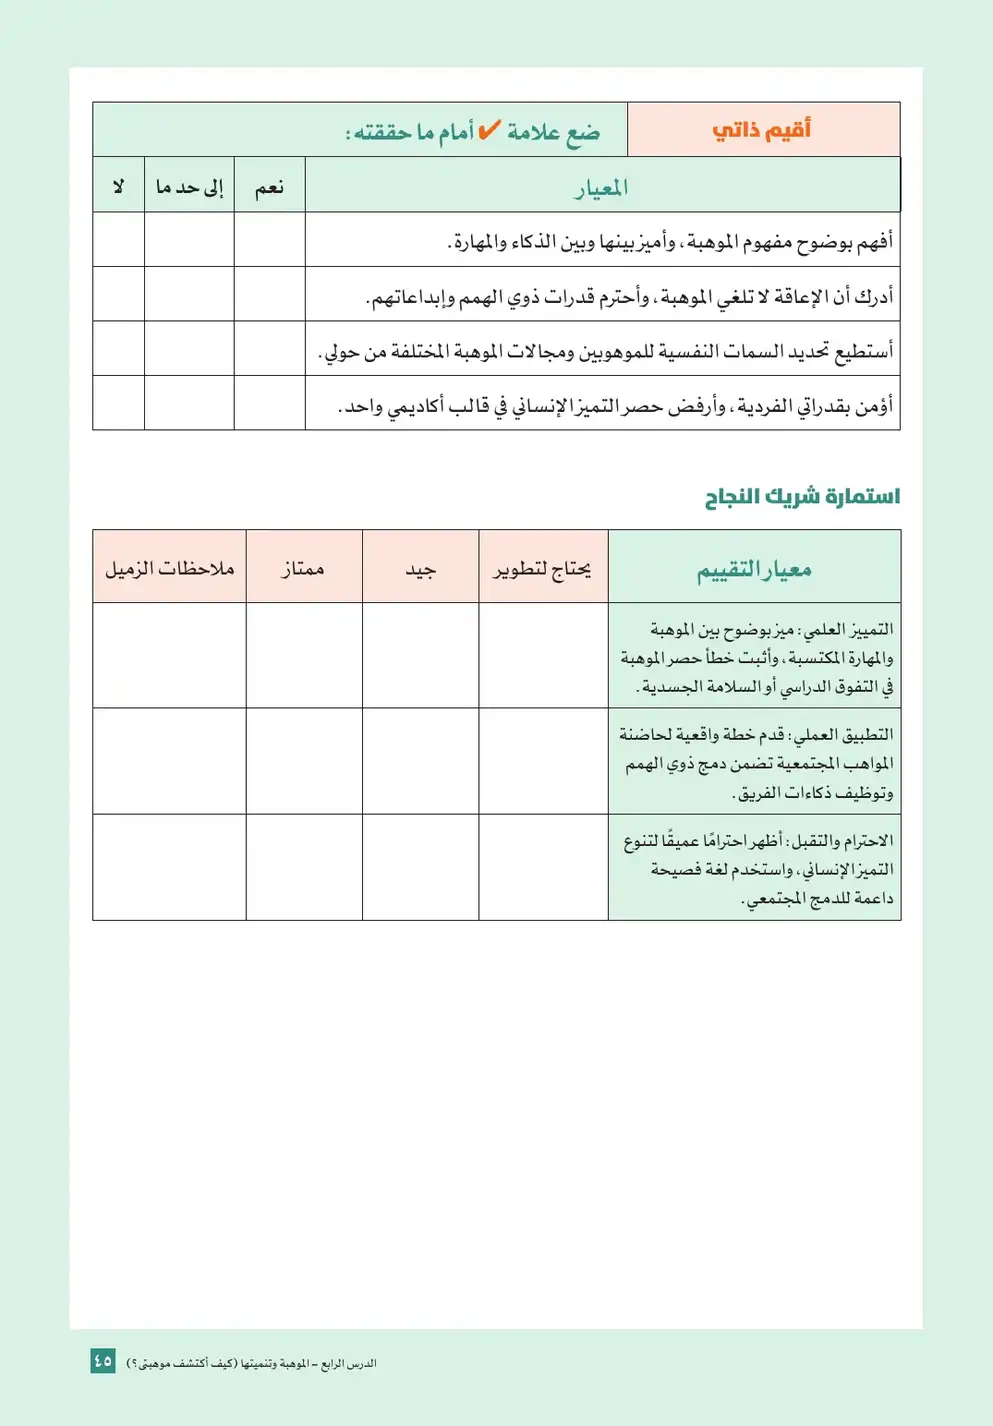 أقيم ذاتي
ضع علامة ✔ أمام ما حققته:
المعيار
نعم
إلى حد ما
لا
أفهم بوضوح مفهوم الموهبة، وأميز بينها وبين الذكاء والمهارة.
أدرك أن الإعاقة لا تلغي الموهبة، وأحترم قدرات ذوي الهمم وإبداعاتهم.
أستطيع تحديد السمات النفسية للموهوبين ومجالات الموهبة المختلفة من حولي.
أؤمن بقدراتي الفردية، وأرفض حصر التميز الإنساني في قالب أكاديمي واحد.
استمارة شريك النجاح
معيار التقييم
يحتاج لتطوير
جيد
ممتاز
ملاحظات الزميل
التمييز العلمي: ميز بوضوح بين الموهبة
والمهارة المكتسبة، وأثبت خطأ حصر الموهبة
في التفوق الدراسي أو السلامة الجسدية.
التطبيق العملي: قدم خطة واقعية لحاضنة
المواهب المجتمعية تضمن دمج ذوي الهمم
وتوظيف ذكاءات الفريق.
الاحترام والتقبل: أظهر احترامًا عميقًا لتنوع
التميز الإنساني، واستخدم لغة فصيحة
داعمة للدمج المجتمعي.
الدرس الرابع – الموهبة وتنميتها (كيف أكتشف موهبتى؟)
٤٥